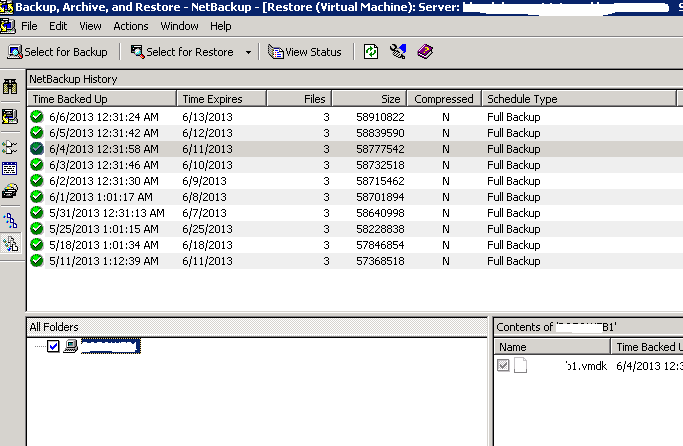 Backup, Archive, and Restore - NetBackup - [Restore (Virtual Machine): Server:
File Edit View Actions Window Help
Select for Backup Select for Restore View Status
NetBackup History
Time Backed Up Time Expires Files Size Compressed Schedule Type
6/6/2013 12:31:24 AM 6/13/2013 3 58910822 N Full Backup
6/5/2013 12:31:42 AM 6/12/2013 3 58839590 N Full Backup
6/4/2013 12:31:58 AM 6/11/2013 3 58777542 N Full Backup
6/3/2013 12:31:46 AM 6/10/2013 3 58732518 N Full Backup
6/2/2013 12:31:30 AM 6/9/2013 3 58715462 N Full Backup
6/1/2013 1:01:17 AM 6/8/2013 3 58701894 N Full Backup
5/31/2013 12:31:13 AM 6/7/2013 3 58640998 N Full Backup
5/25/2013 1:01:15 AM 6/25/2013 3 58228838 N Full Backup
5/18/2013 1:01:34 AM 6/18/2013 3 57846854 N Full Backup
5/11/2013 1:12:39 AM 6/11/2013 3 57368518 N Full Backup
All Folders Contents of B1'
Name Time Backed U
b1.vmdk 6/4/2013 12:3